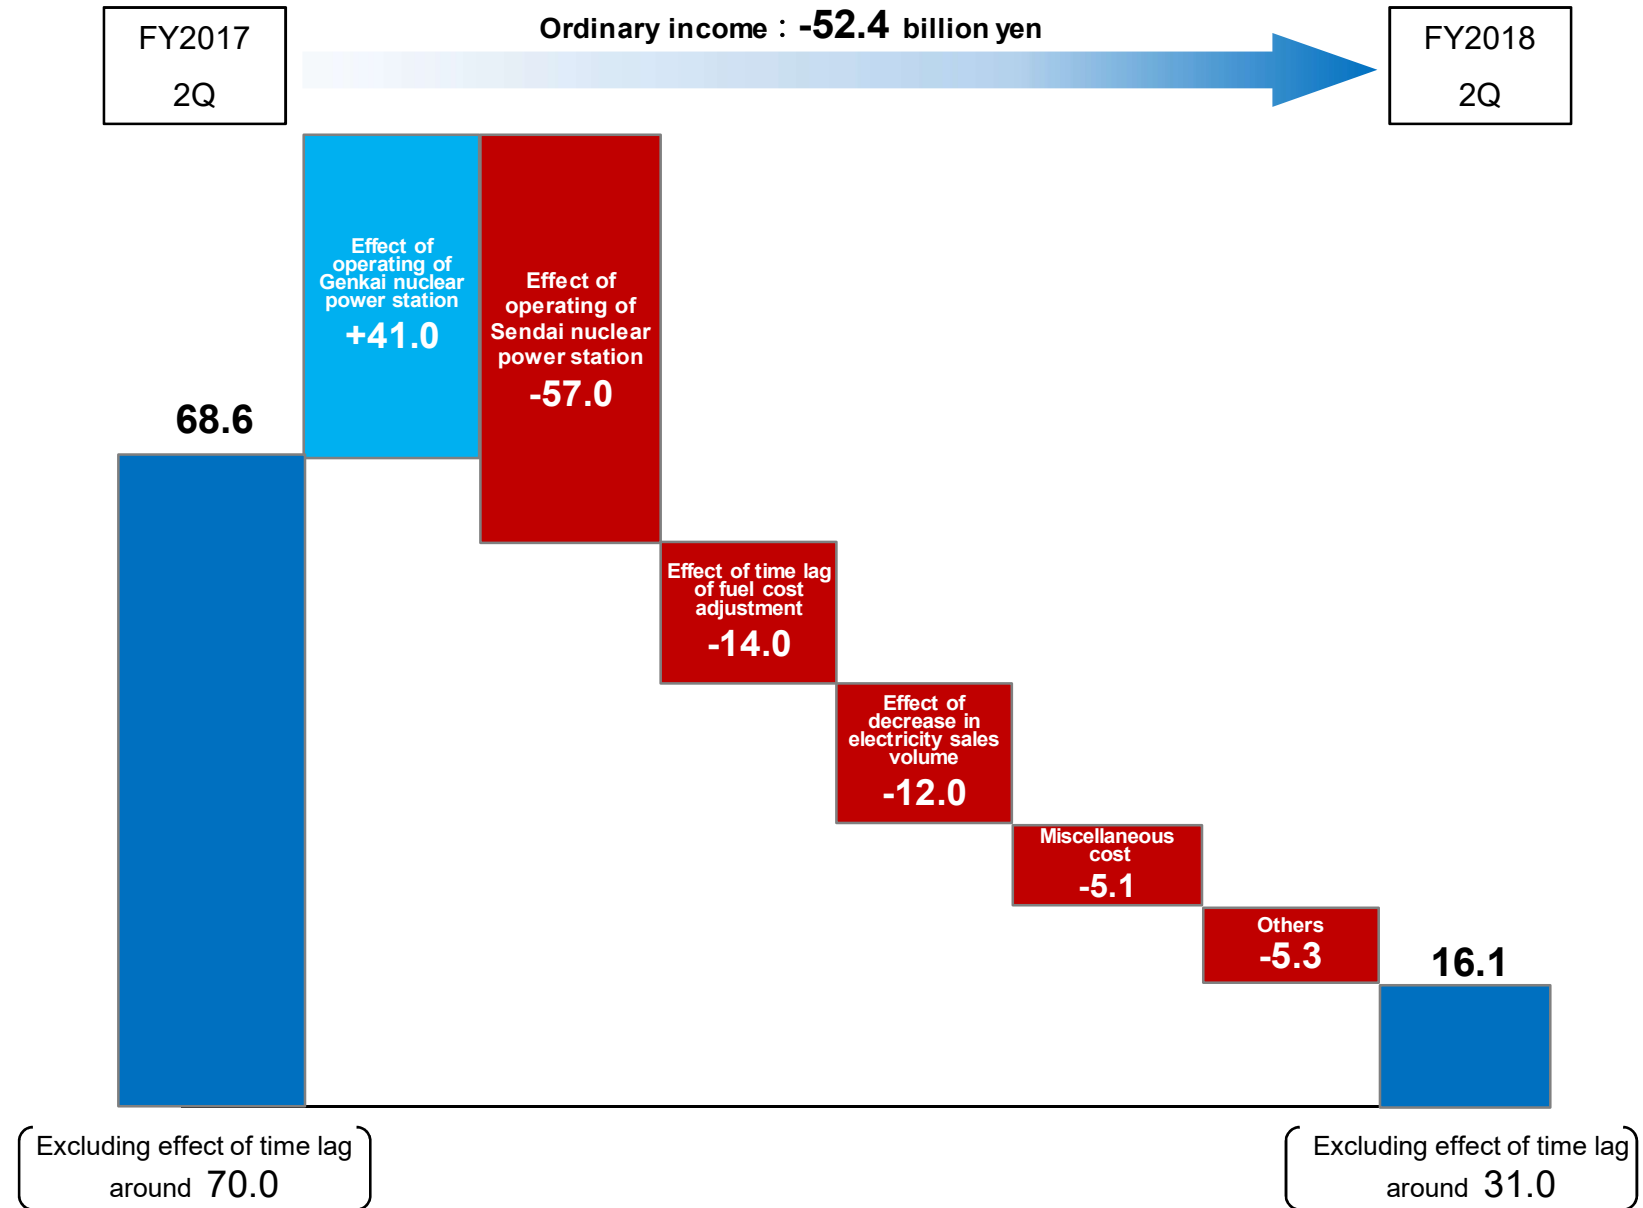 FY2017
2Q
Ordinary income：-52.4 billion yen
FY2018
2Q
68.6
Effect of
operating of
Genkai nuclear
power station
+41.0
Effect of
operating of
Sendai nuclear
power station
-57.0
Effect of time lag
of fuel cost
adjustment
-14.0
Effect of
decrease in
electricity sales
volume
-12.0
Miscellaneous
cost
-5.1
Others
-5.3
16.1
Excluding effect of time lag
around 70.0
Excluding effect of time lag
around 31.0